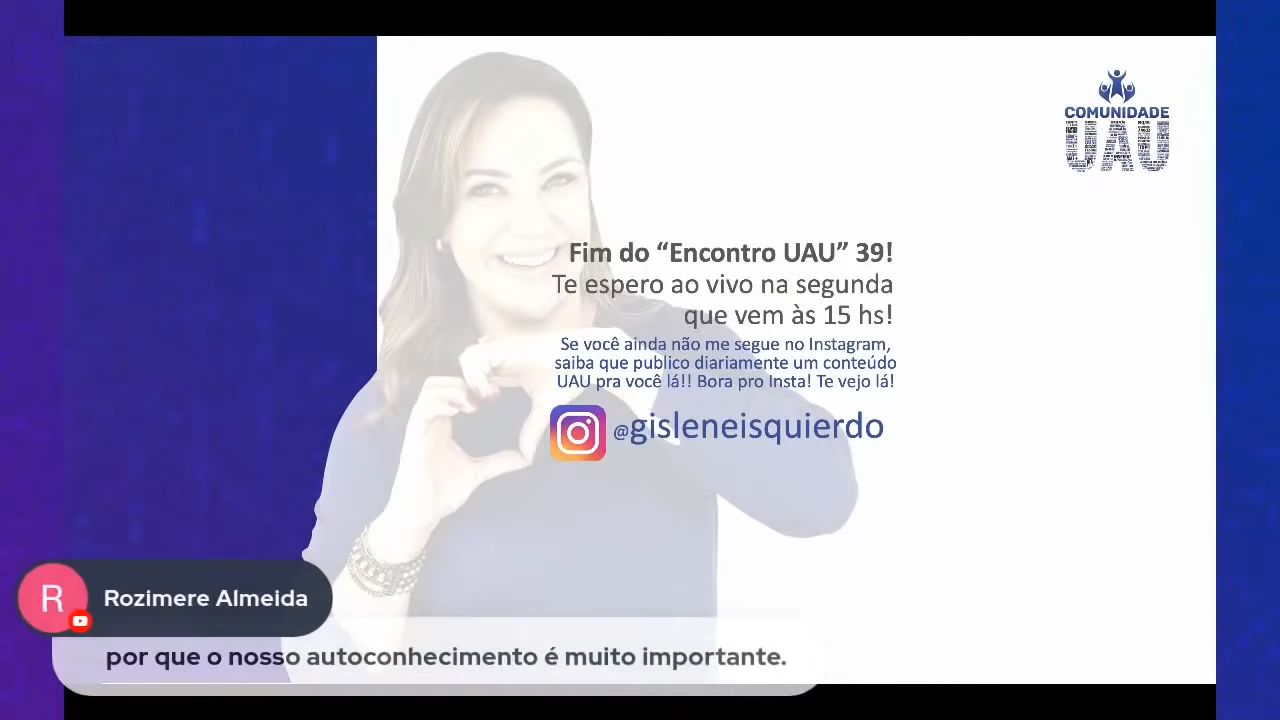 COMUNIDADE
UAU
Fim do “Encontro UAU” 39!
Te espero ao vivo na segunda
que vem às 15 hs!
Se você ainda não me segue no Instagram,
saiba que publico diariamente um conteúdo
UAU pra você lá!! Bora pro Insta! Te vejo lá!
@gisleneisquierdo
R
Rozimere Almeida
por que o nosso autoconhecimento é muito importante.